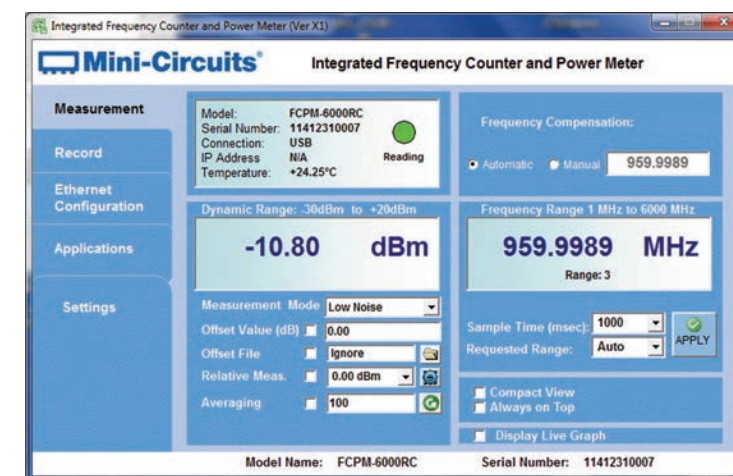 Integrated Frequency Counter and Power Meter (Ver X1)
Mini-Circuits®
Integrated Frequency Counter and Power Meter
Measurement
Record
Ethernet
Configuration
Applications
Settings
Model: FCPM-6000RC
Serial Number: 11412310007
Connection: USB
IP Address N/A
Temperature: +24.25°C
Reading
Frequency Compensation:
Automatic Manual 959.9989
Dynamic Range: -30dBm to +20dBm
-10.80 dBm
Frequency Range 1 MHz to 6000 MHz
959.9989 MHz
Range: 3
Measurement Mode Low Noise
Offset Value (dB) 0.00
Offset File Ignore
Relative Meas. 0.00 dBm
Averaging 100
Sample Time (msec): 1000
Requested Range: Auto
APPLY
Compact View
Always on Top
Display Live Graph
Model Name: FCPM-6000RC Serial Number: 11412310007